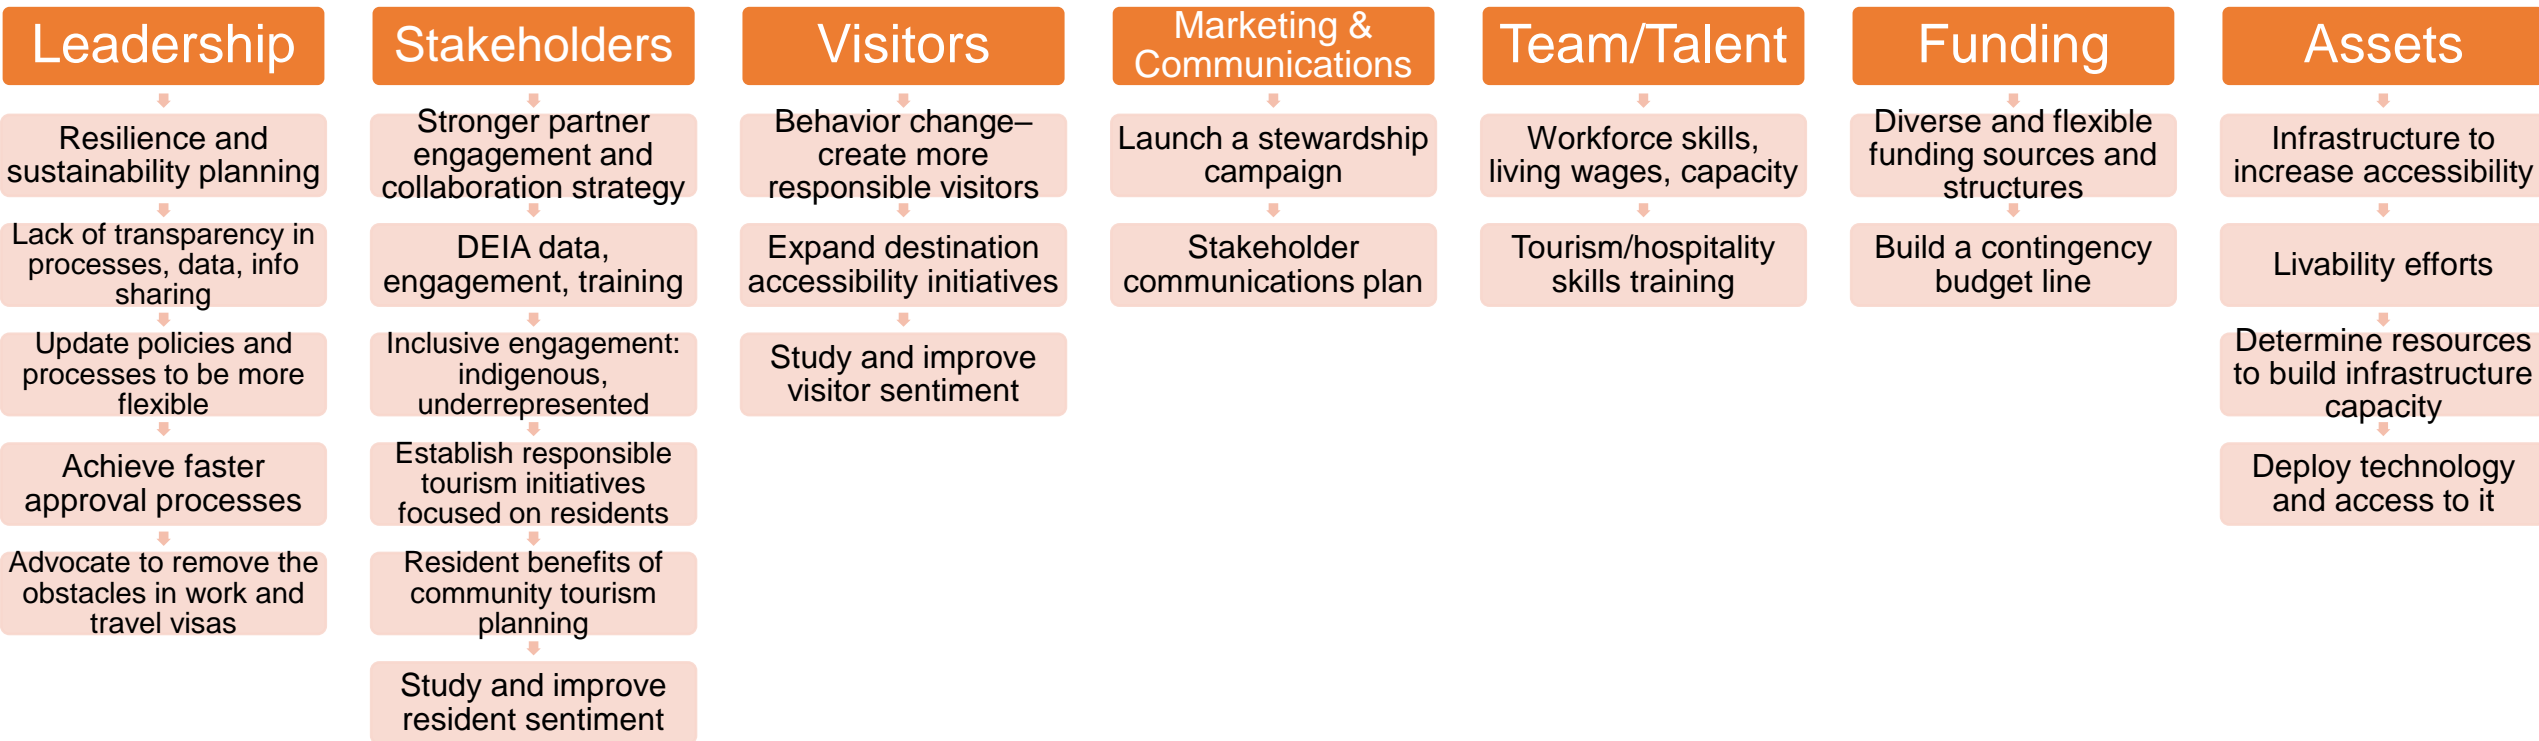 Leadership
Resilience and
sustainability planning
Lack of transparency in
processes, data, info
sharing
Update policies and
processes to be more
flexible
Achieve faster
approval processes
Advocate to remove the
obstacles in work and
travel visas
Stakeholders
Stronger partner
engagement and
collaboration strategy
DEIA data,
engagement, training
Inclusive engagement:
indigenous,
underrepresented
Establish responsible
tourism initiatives
focused on residents
Resident benefits of
community tourism
planning
Study and improve
resident sentiment
Visitors
Behavior change–
create more
responsible visitors
Expand destination
accessibility initiatives
Study and improve
visitor sentiment
Marketing &
Communications
Launch a stewardship
campaign
Stakeholder
communications plan
Team/Talent
Workforce skills,
living wages, capacity
Tourism/hospitality
skills training
Funding
Diverse and flexible
funding sources and
structures
Build a contingency
budget line
Assets
Infrastructure to
increase accessibility
Livability efforts
Determine resources
to build infrastructure
capacity
Deploy technology
and access to it